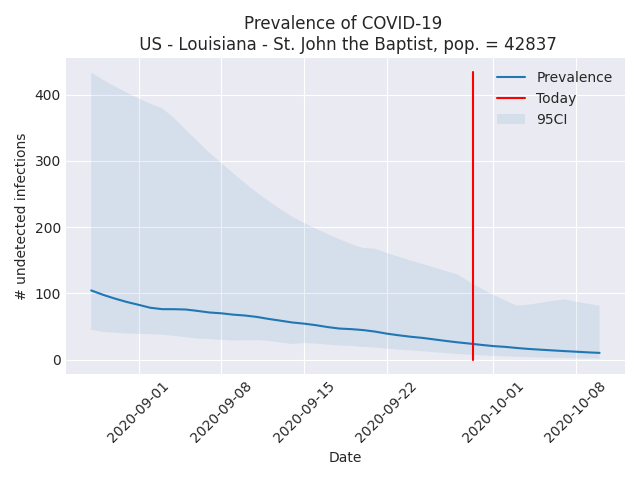 Prevalence of COVID-19
US - Louisiana - St. John the Baptist, pop. = 42837
Prevalence
Today
95CI
# undetected infections
400
300
200
100
0
2020-09-01
2020-09-08
2020-09-15
2020-09-22
2020-10-01
2020-10-08
Date